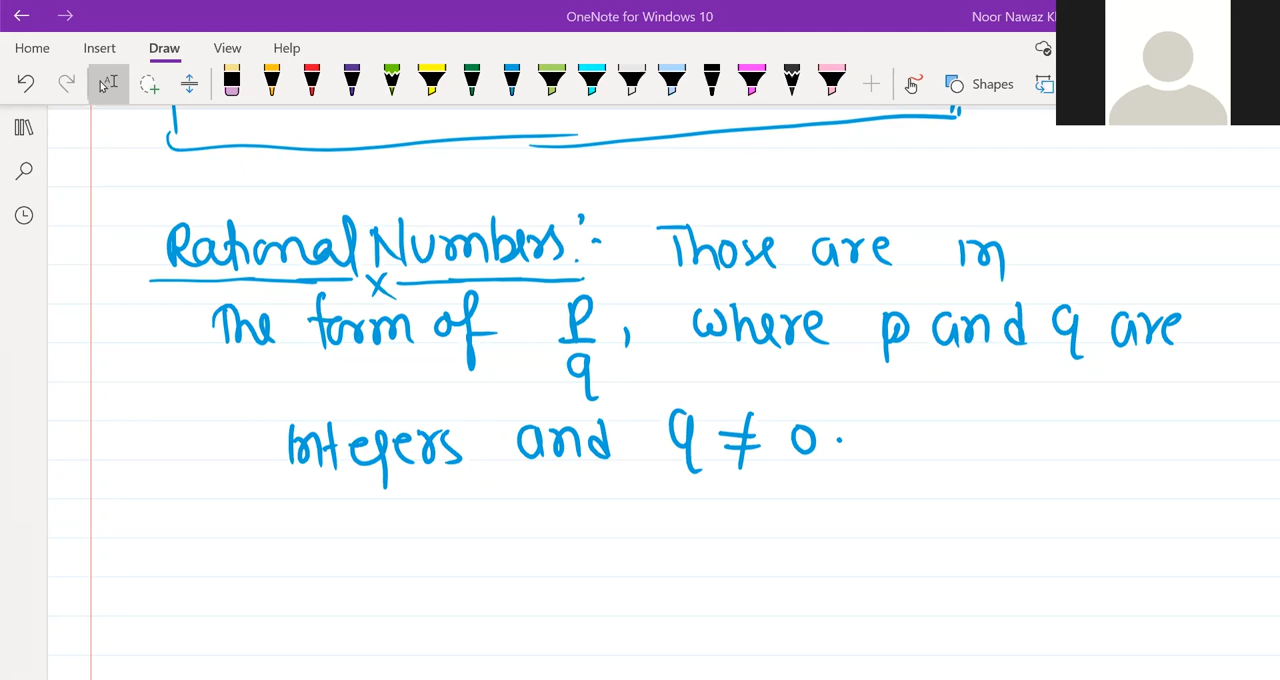 OneNote for Windows 10
Noor Nawaz K
Home Insert Draw View Help
Shapes
Rational Numbers:- Those are in
the form of p/q, where p and q are
integers and q ≠ 0.